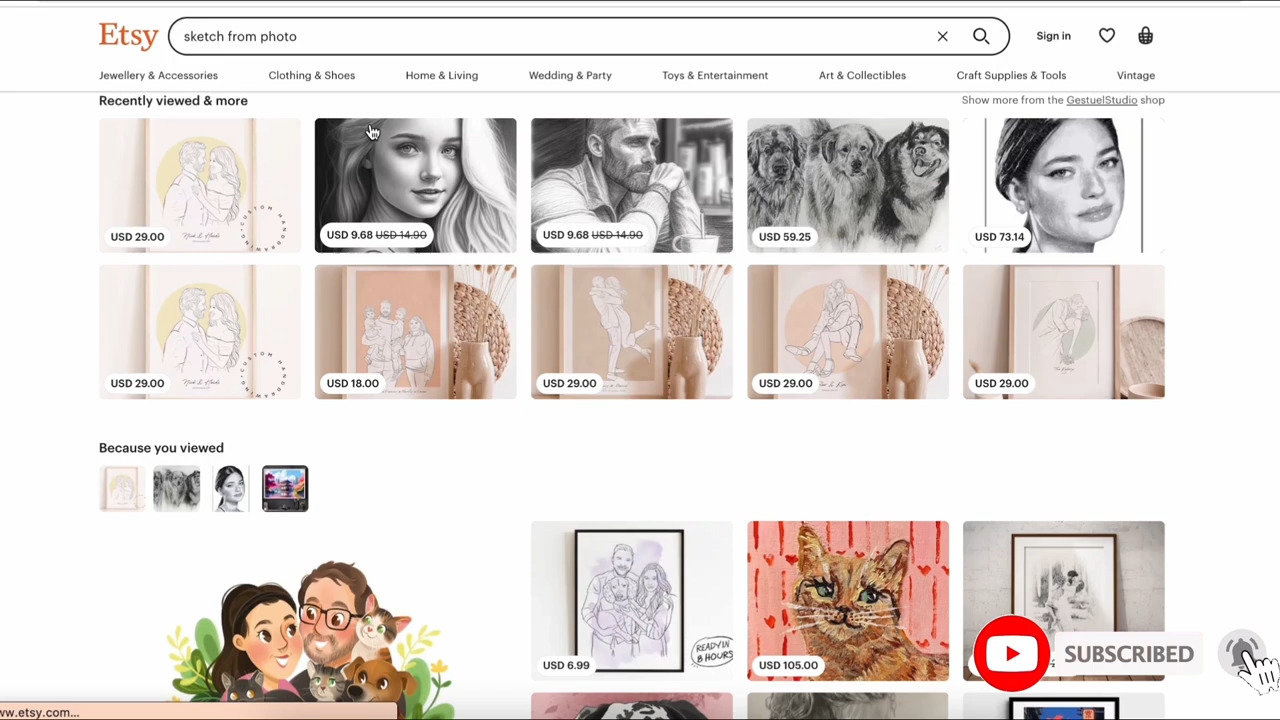 Etsy
sketch from photo
Sign in
Jewellery & Accessories
Clothing & Shoes
Home & Living
Wedding & Party
Toys & Entertainment
Art & Collectibles
Craft Supplies & Tools
Vintage
Recently viewed & more
Show more from the GestuelStudio shop
USD 29.00
USD 9.68 USD 14.90
USD 9.68 USD 14.90
USD 59.25
USD 73.14
USD 29.00
USD 18.00
USD 29.00
USD 29.00
USD 29.00
Because you viewed
READY IN
8 HOURS
USD 6.99
USD 105.00
SUBSCRIBED
ww.etsy.com...